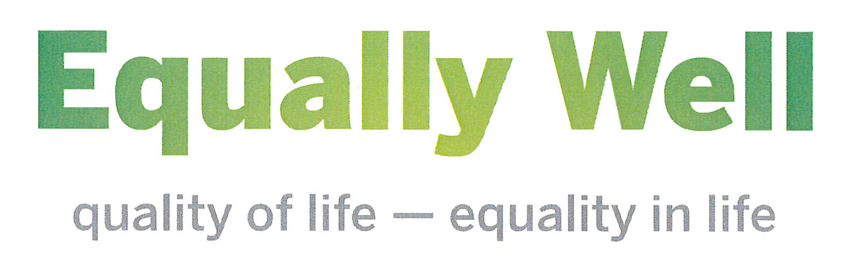 Equally Well
quality of life — equality in life